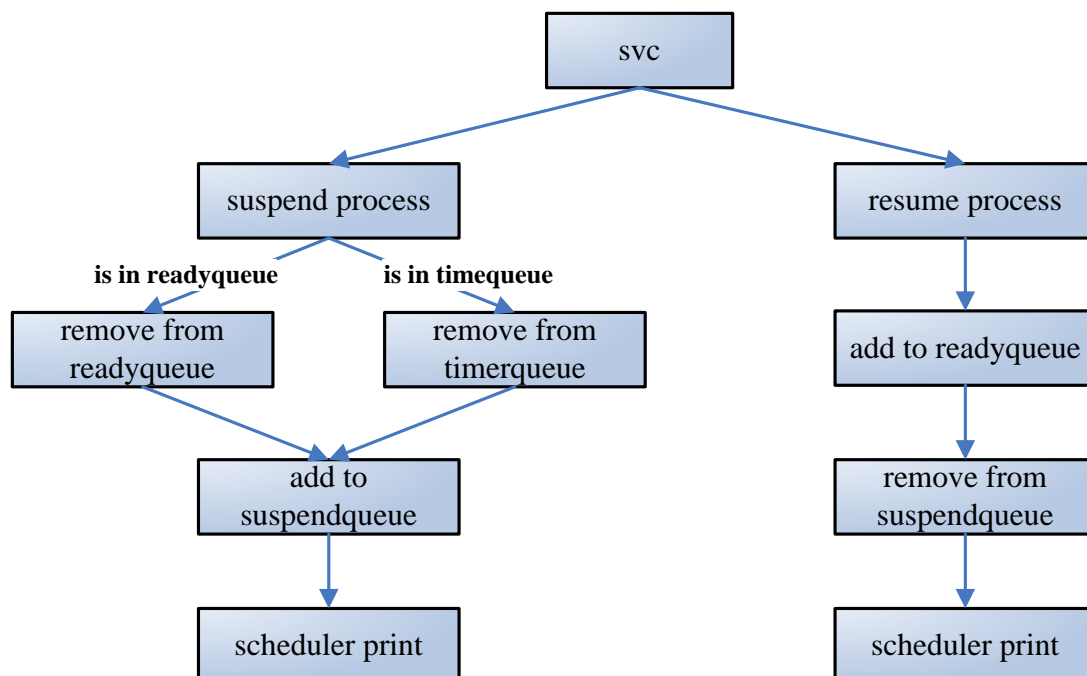 svc
suspend process
resume process
is in readyqueue
is in timequeue
remove from
readyqueue
remove from
timerqueue
add to readyqueue
add to
suspendqueue
remove from
suspendqueue
scheduler print
scheduler print